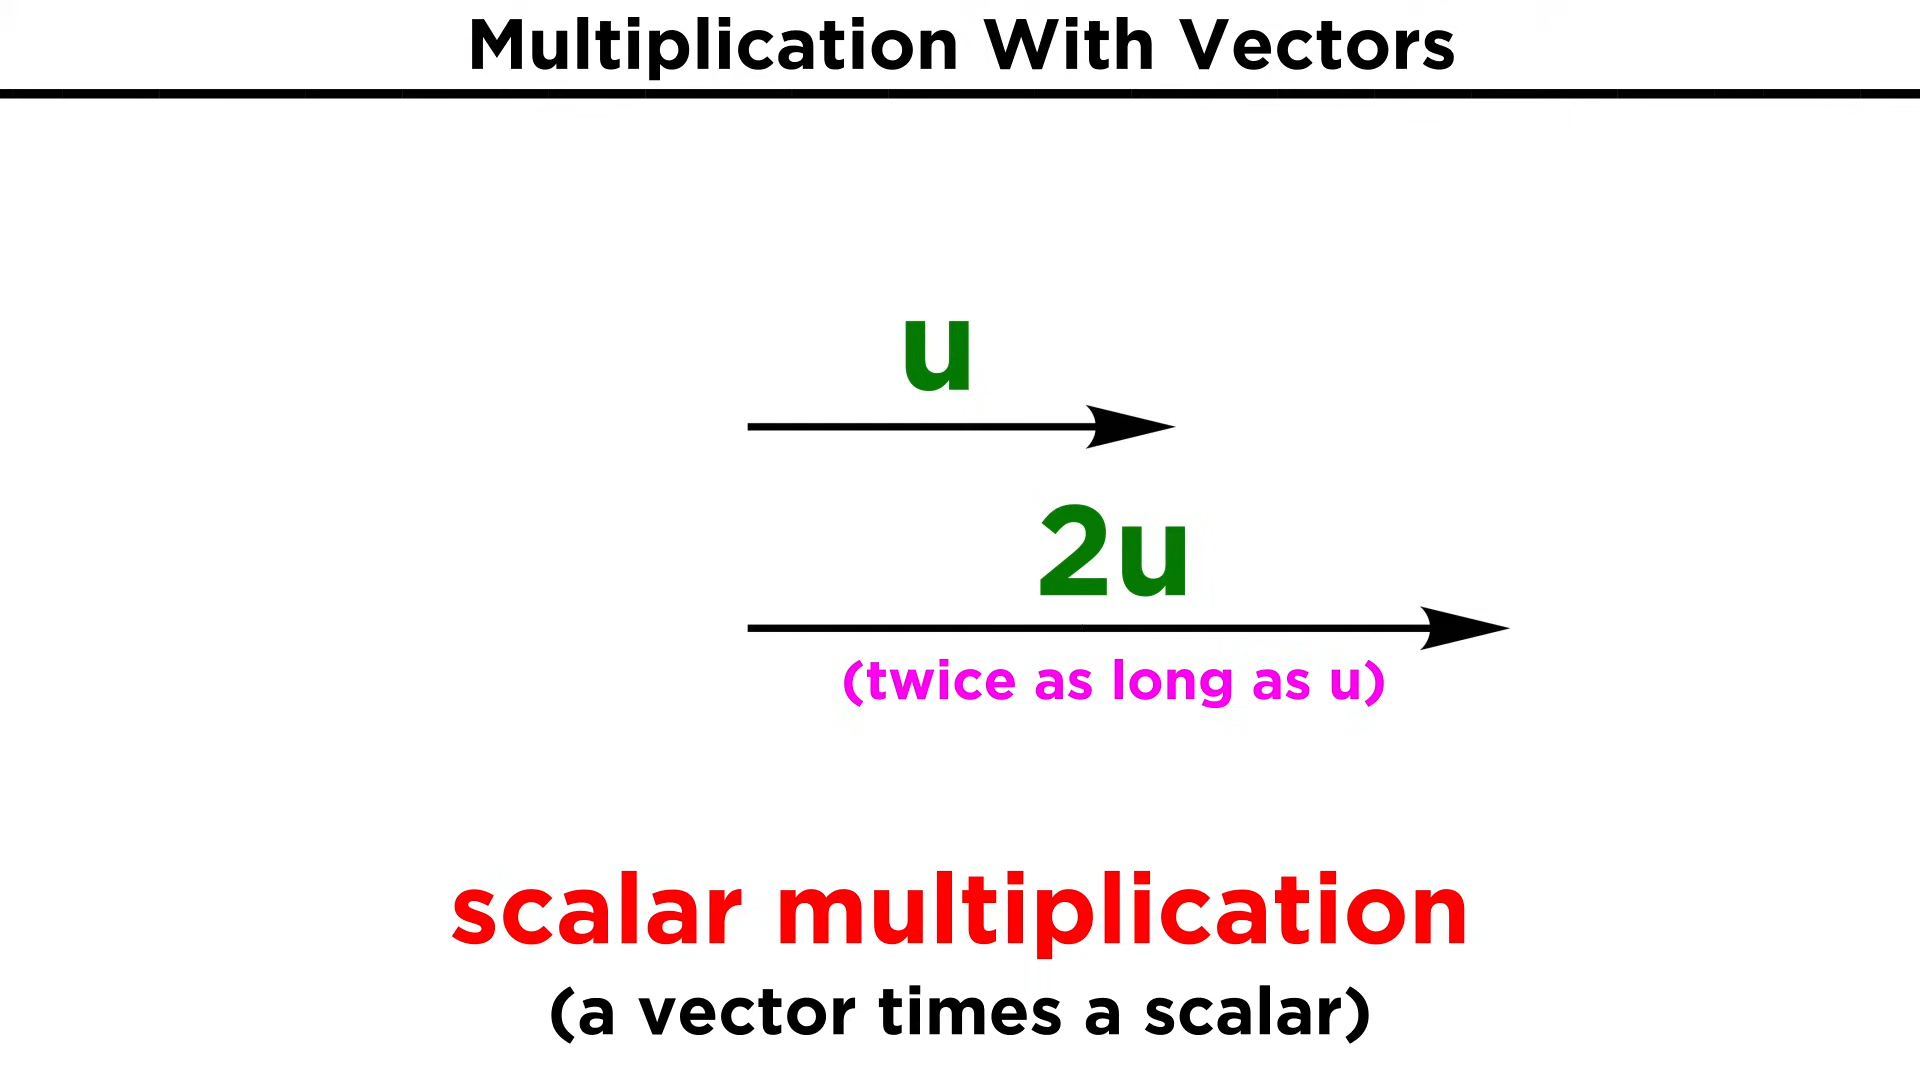 Multiplication With Vectors
u
2u
(twice as long as u)
scalar multiplication
(a vector times a scalar)